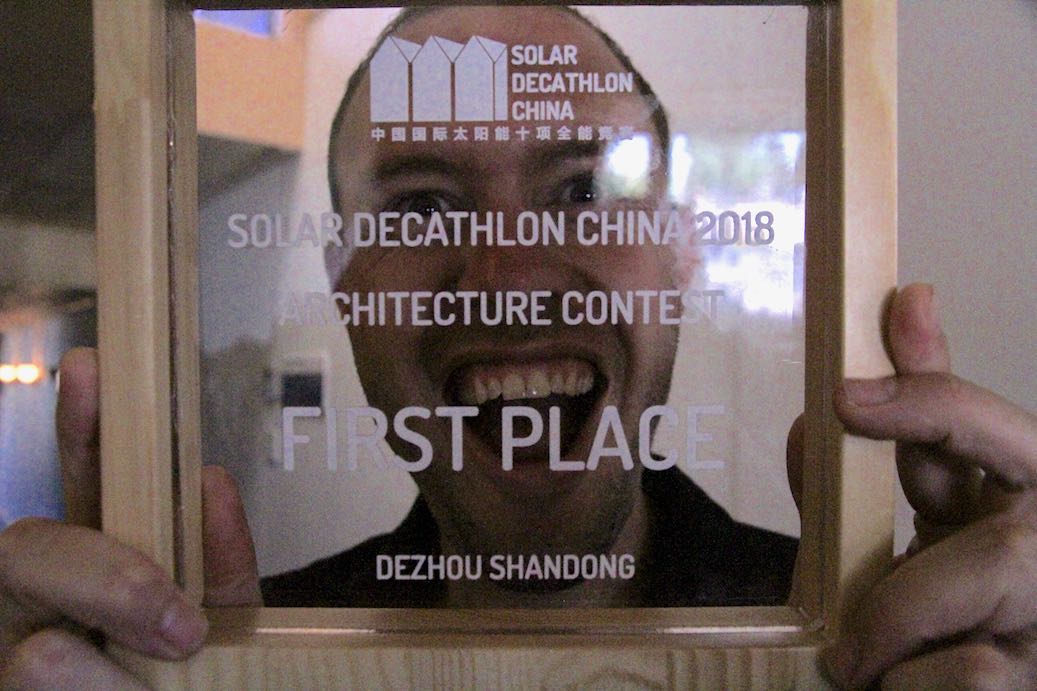 SOLAR
DECATHLON
CHINA
中国国际太阳能十项全能竞赛
SOLAR DECATHLON CHINA 2018
ARCHITECTURE CONTEST
FIRST PLACE
DEZHOU SHANDONG